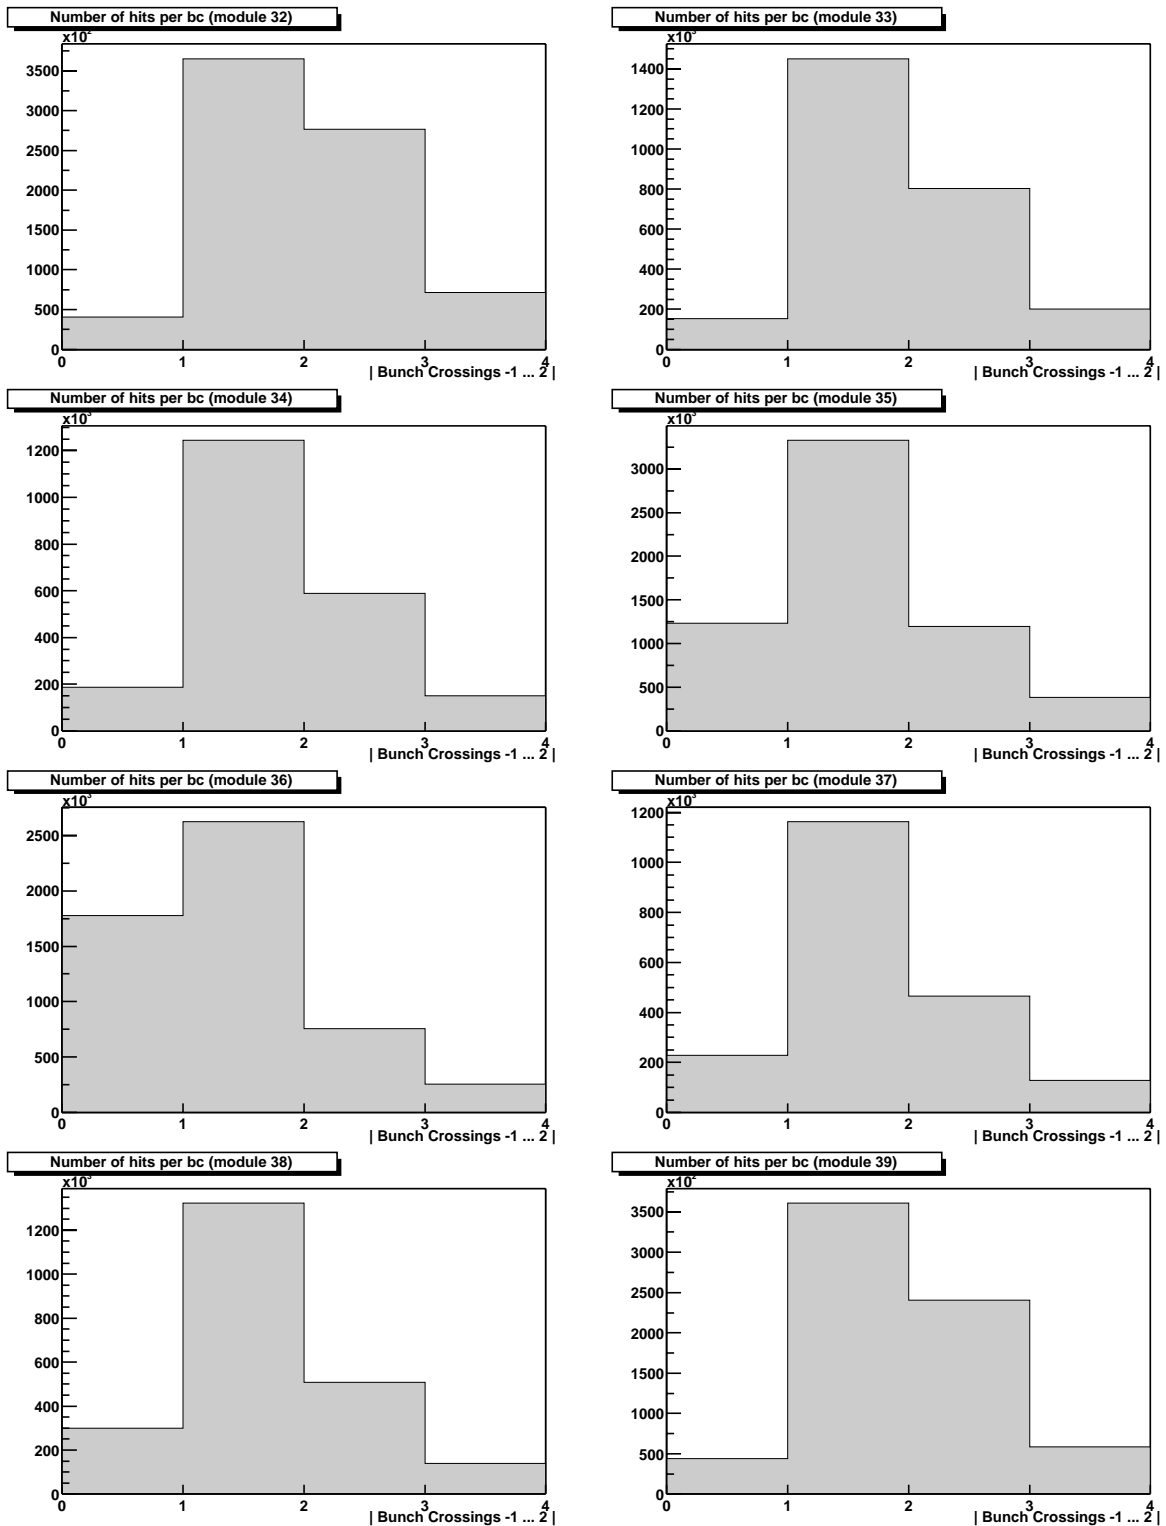 Number of hits per bc (module 32)
x10²
3500
3000
2500
2000
1500
1000
500
0
0 1 2 3 4
| Bunch Crossings -1 ... 2 |
Number of hits per bc (module 33)
x10³
1400
1200
1000
800
600
400
200
0
0 1 2 3 4
| Bunch Crossings -1 ... 2 |
Number of hits per bc (module 34)
x10³
1200
1000
800
600
400
200
0
0 1 2 3 4
| Bunch Crossings -1 ... 2 |
Number of hits per bc (module 35)
x10³
3000
2500
2000
1500
1000
500
0
0 1 2 3 4
| Bunch Crossings -1 ... 2 |
Number of hits per bc (module 36)
x10³
2500
2000
1500
1000
500
0
0 1 2 3 4
| Bunch Crossings -1 ... 2 |
Number of hits per bc (module 37)
x10³
1200
1000
800
600
400
200
0
0 1 2 3 4
| Bunch Crossings -1 ... 2 |
Number of hits per bc (module 38)
x10³
1200
1000
800
600
400
200
0
0 1 2 3 4
| Bunch Crossings -1 ... 2 |
Number of hits per bc (module 39)
x10²
3500
3000
2500
2000
1500
1000
500
0
0 1 2 3 4
| Bunch Crossings -1 ... 2 |